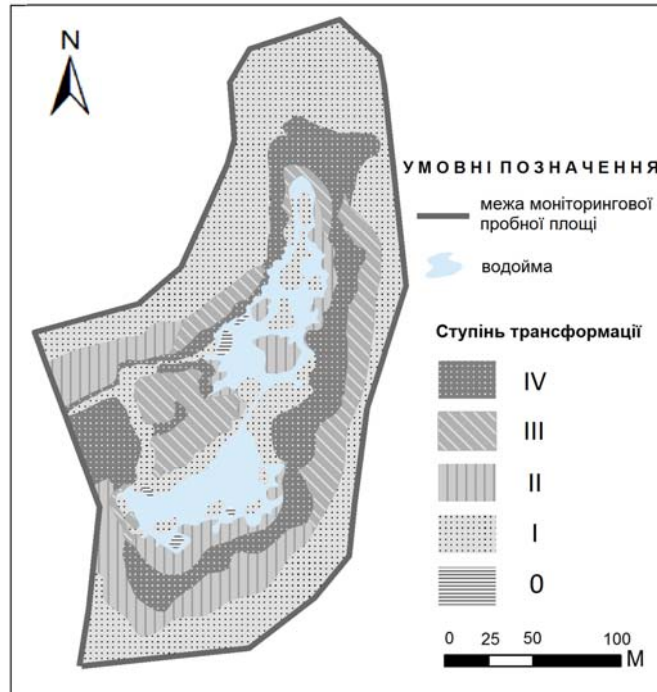 N
УМОВНІ ПОЗНАЧЕННЯ
межа моніторингової
пробної площі
водойма
Ступінь трансформації
IV
III
II
I
0
0 25 50 100
М